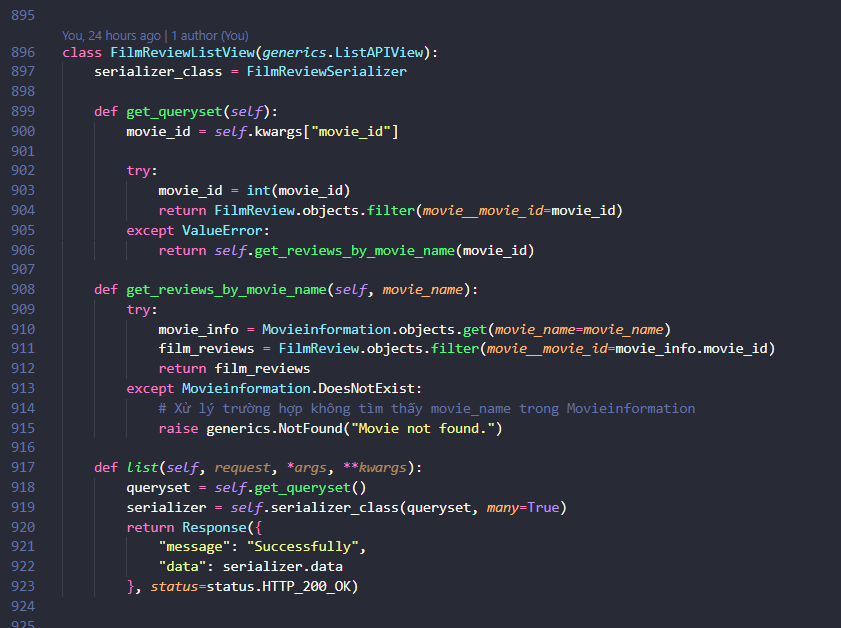 895
You, 24 hours ago | 1 author (You)
896 class FilmReviewListView(generics.ListAPIView):
897     serializer_class = FilmReviewSerializer
898
899     def get_queryset(self):
900         movie_id = self.kwargs["movie_id"]
901
902         try:
903             movie_id = int(movie_id)
904             return FilmReview.objects.filter(movie__movie_id=movie_id)
905         except ValueError:
906             return self.get_reviews_by_movie_name(movie_id)
907
908     def get_reviews_by_movie_name(self, movie_name):
909         try:
910             movie_info = Movieinformation.objects.get(movie_name=movie_name)
911             film_reviews = FilmReview.objects.filter(movie__movie_id=movie_info.movie_id)
912             return film_reviews
913         except Movieinformation.DoesNotExist:
914             # Xử lý trường hợp không tìm thấy movie_name trong Movieinformation
915             raise generics.NotFound("Movie not found.")
916
917     def list(self, request, *args, **kwargs):
918         queryset = self.get_queryset()
919         serializer = self.serializer_class(queryset, many=True)
920         return Response({
921             "message": "Successfully",
922             "data": serializer.data
923         }, status=status.HTTP_200_OK)
924
925